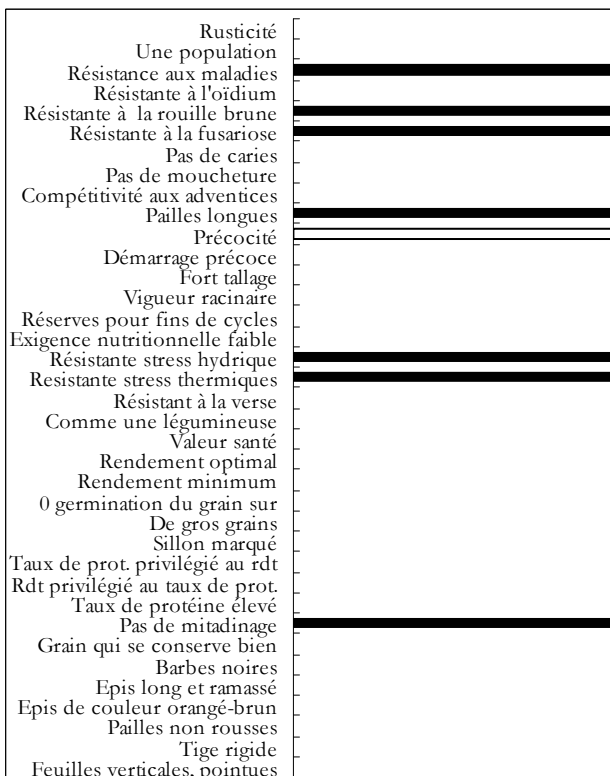 Rusticité
Une population
Résistance aux maladies
Résistante à l'oïdium
Résistante à la rouille brune
Résistante à la fusariose
Pas de caries
Pas de moucheture
Compétitivité aux adventices
Pailles longues
Précocité
Démarrage précoce
Fort tallage
Vigueur racinaire
Réserves pour fins de cycles
Exigence nutritionnelle faible
Résistante stress hydrique
Resistante stress thermiques
Résistant à la verse
Comme une légumineuse
Valeur santé
Rendement optimal
Rendement minimum
0 germination du grain sur
De gros grains
Sillon marqué
Taux de prot. privilégié au rdt
Rdt privilégié au taux de prot.
Taux de protéine élevé
Pas de mitadinage
Grain qui se conserve bien
Barbes noires
Epis long et ramassé
Epis de couleur orangé-brun
Pailles non rousses
Tige rigide
Feuilles verticales, pointues